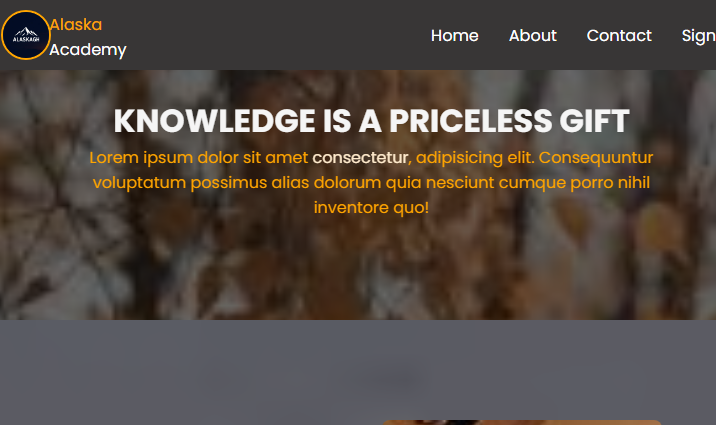 Alaska
Academy
ALASKAGH
Home About Contact Sign
KNOWLEDGE IS A PRICELESS GIFT
Lorem ipsum dolor sit amet consectetur, adipisicing elit. Consequuntur
voluptatum possimus alias dolorum quia nesciunt cumque porro nihil
inventore quo!